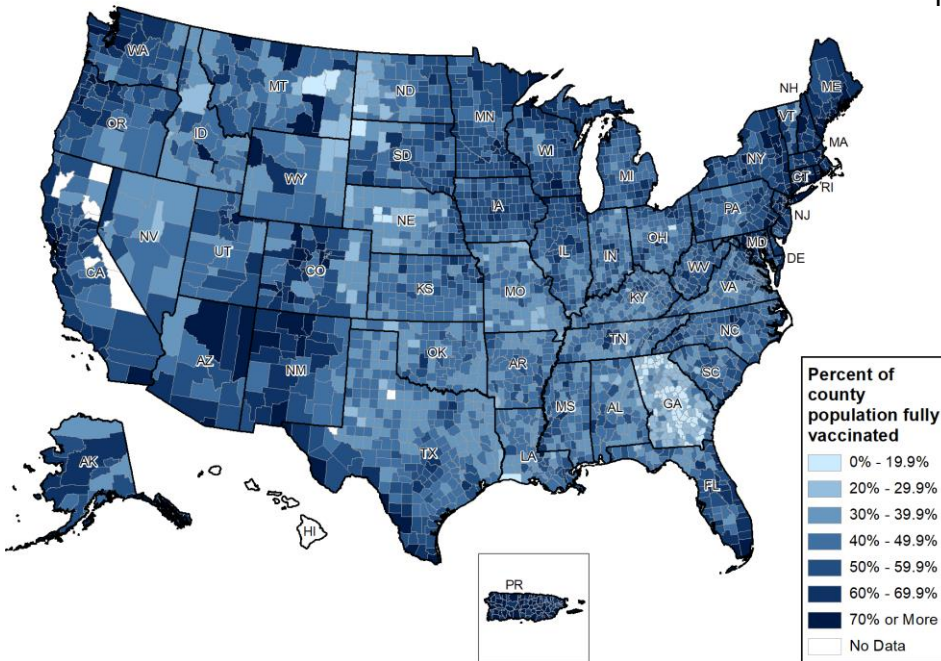 WA
MT
ND
MN
OR
ID
SD
WI
MI
WY
NY
NH
VT
ME
MA
CT
RI
NJ
PA
NE
IA
NV
UT
CO
IL
IN
OH
MD
DE
WV
VA
CA
KS
MO
KY
AZ
NM
OK
AR
TN
NC
SC
MS
AL
GA
TX
LA
FL
AK
HI
PR
Percent of
county
population fully
vaccinated
0% - 19.9%
20% - 29.9%
30% - 39.9%
40% - 49.9%
50% - 59.9%
60% - 69.9%
70% or More
No Data